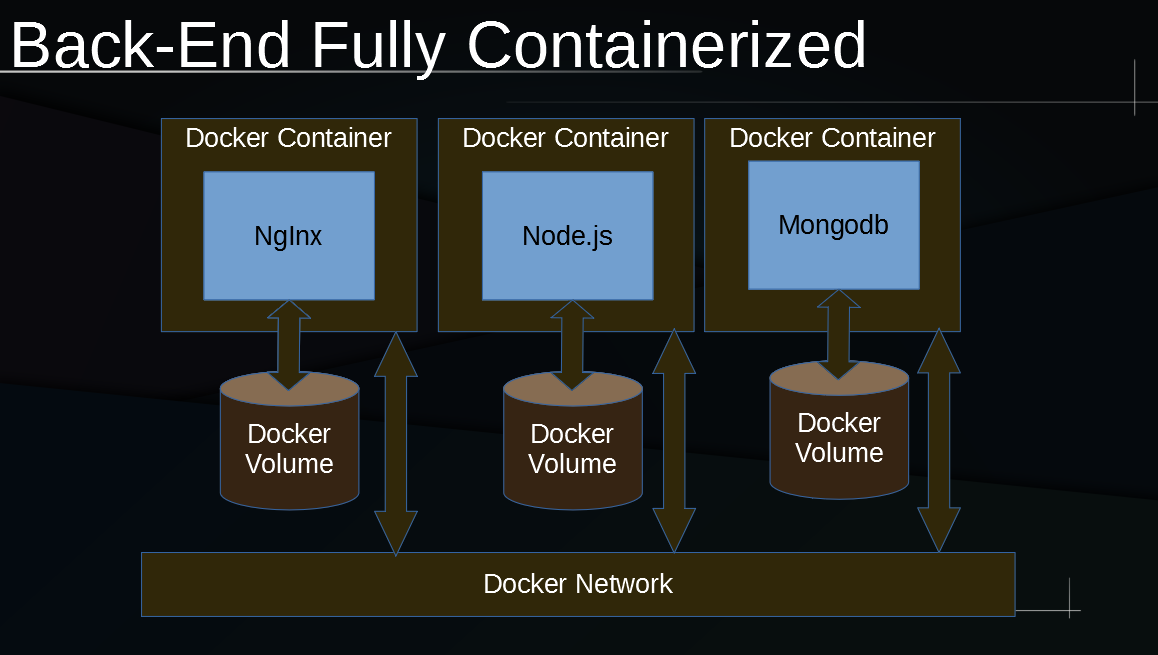 Back-End Fully Containerized
Docker Container
Docker Container
Docker Container
NgInx
Node.js
Mongodb
Docker
Volume
Docker
Volume
Docker
Volume
Docker Network